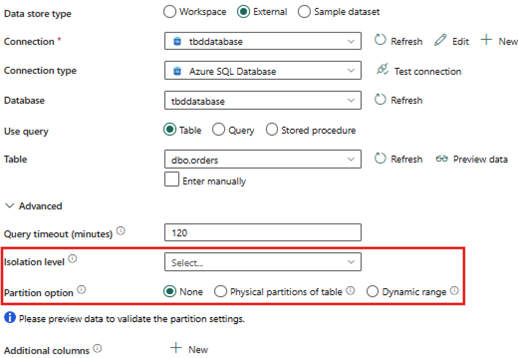 Data store type Workspace External Sample dataset
Connection * tbddatabase Refresh Edit New
Connection type Azure SQL Database Test connection
Database tbddatabase Refresh
Use query Table Query Stored procedure
Table dbo.orders Refresh Preview data
Enter manually
Advanced
Query timeout (minutes) 120
Isolation level Select...
Partition option None Physical partitions of table Dynamic range
Please preview data to validate the partition settings.
Additional columns New